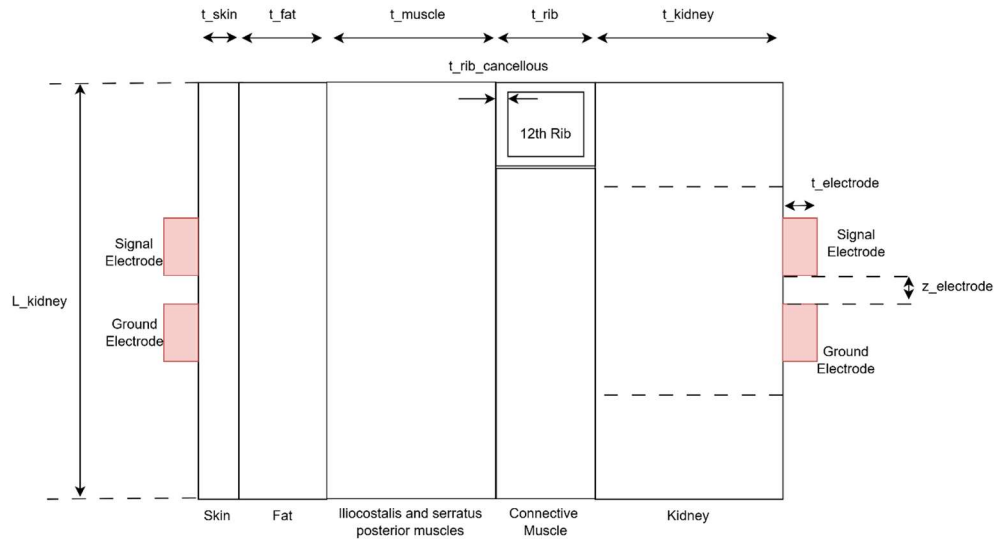 t_skin
t_fat
t_muscle
t_rib
t_kidney
t_rib_cancellous
12th Rib
t_electrode
Signal
Electrode
Signal
Electrode
z_electrode
L_kidney
Ground
Electrode
Ground
Electrode
Skin
Fat
Iliocostalis and serratus
posterior muscles
Connective
Muscle
Kidney